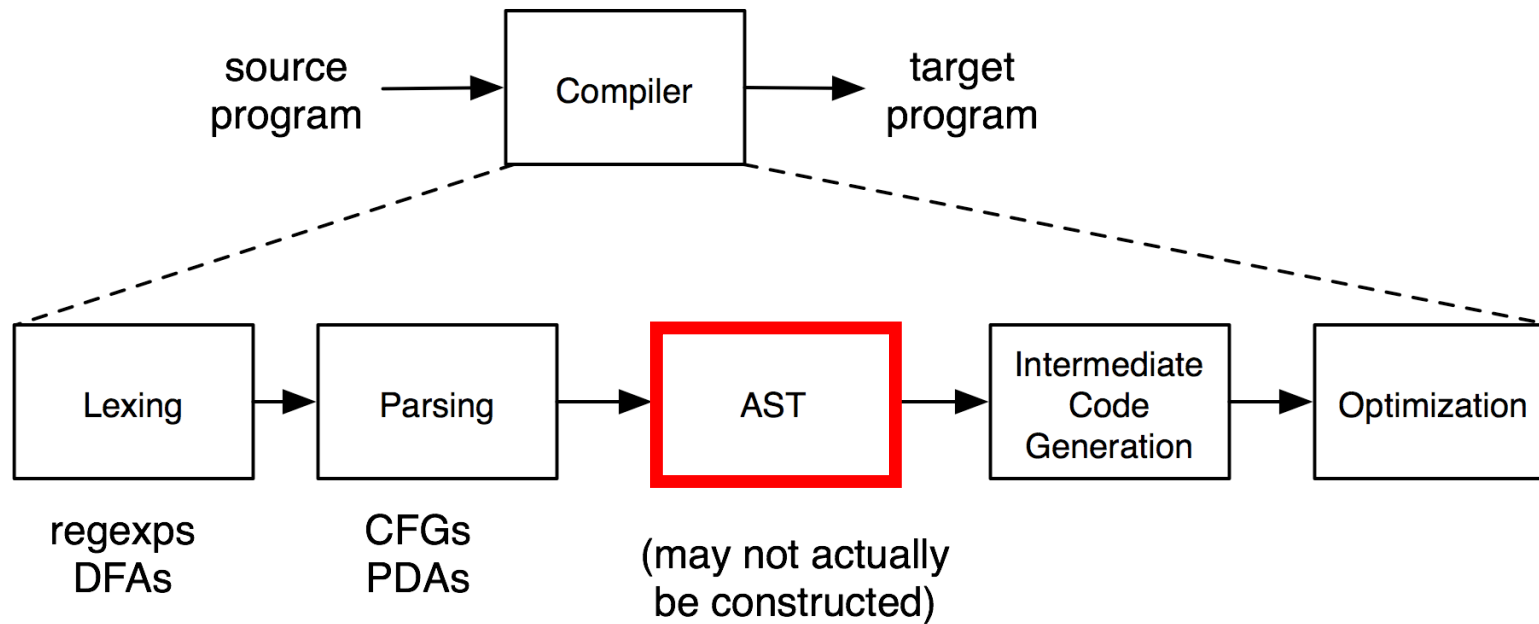 source
program
Compiler
target
program
Lexing
Parsing
AST
Intermediate
Code
Generation
Optimization
regexps
DFAs
CFGs
PDAs
(may not actually
be constructed)